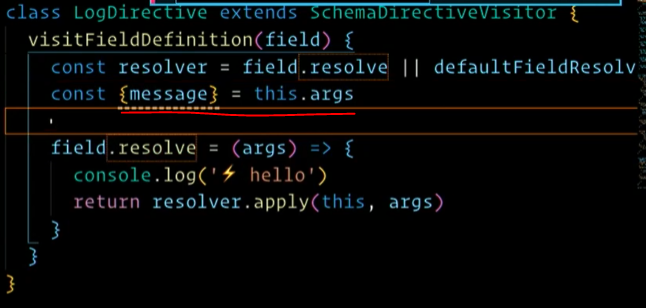 class LogDirective extends SchemaDirectiveVisitor {
visitFieldDefinition(field) {
const resolver = field.resolve || defaultFieldResolv
const {message} = this.args
field.resolve = (args) => {
console.log('⚡ hello')
return resolver.apply(this, args)
}
}
}